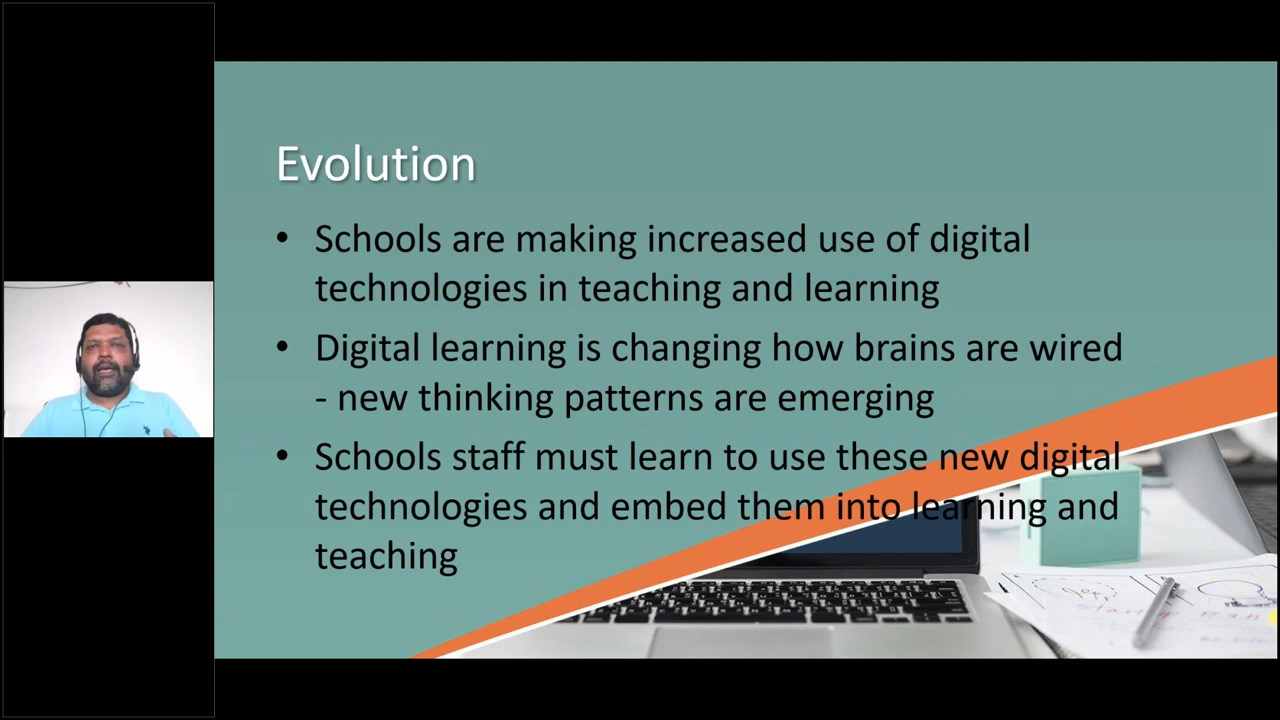 Evolution
• Schools are making increased use of digital
technologies in teaching and learning
• Digital learning is changing how brains are wired
- new thinking patterns are emerging
• Schools staff must learn to use these new digital
technologies and embed them into learning and
teaching